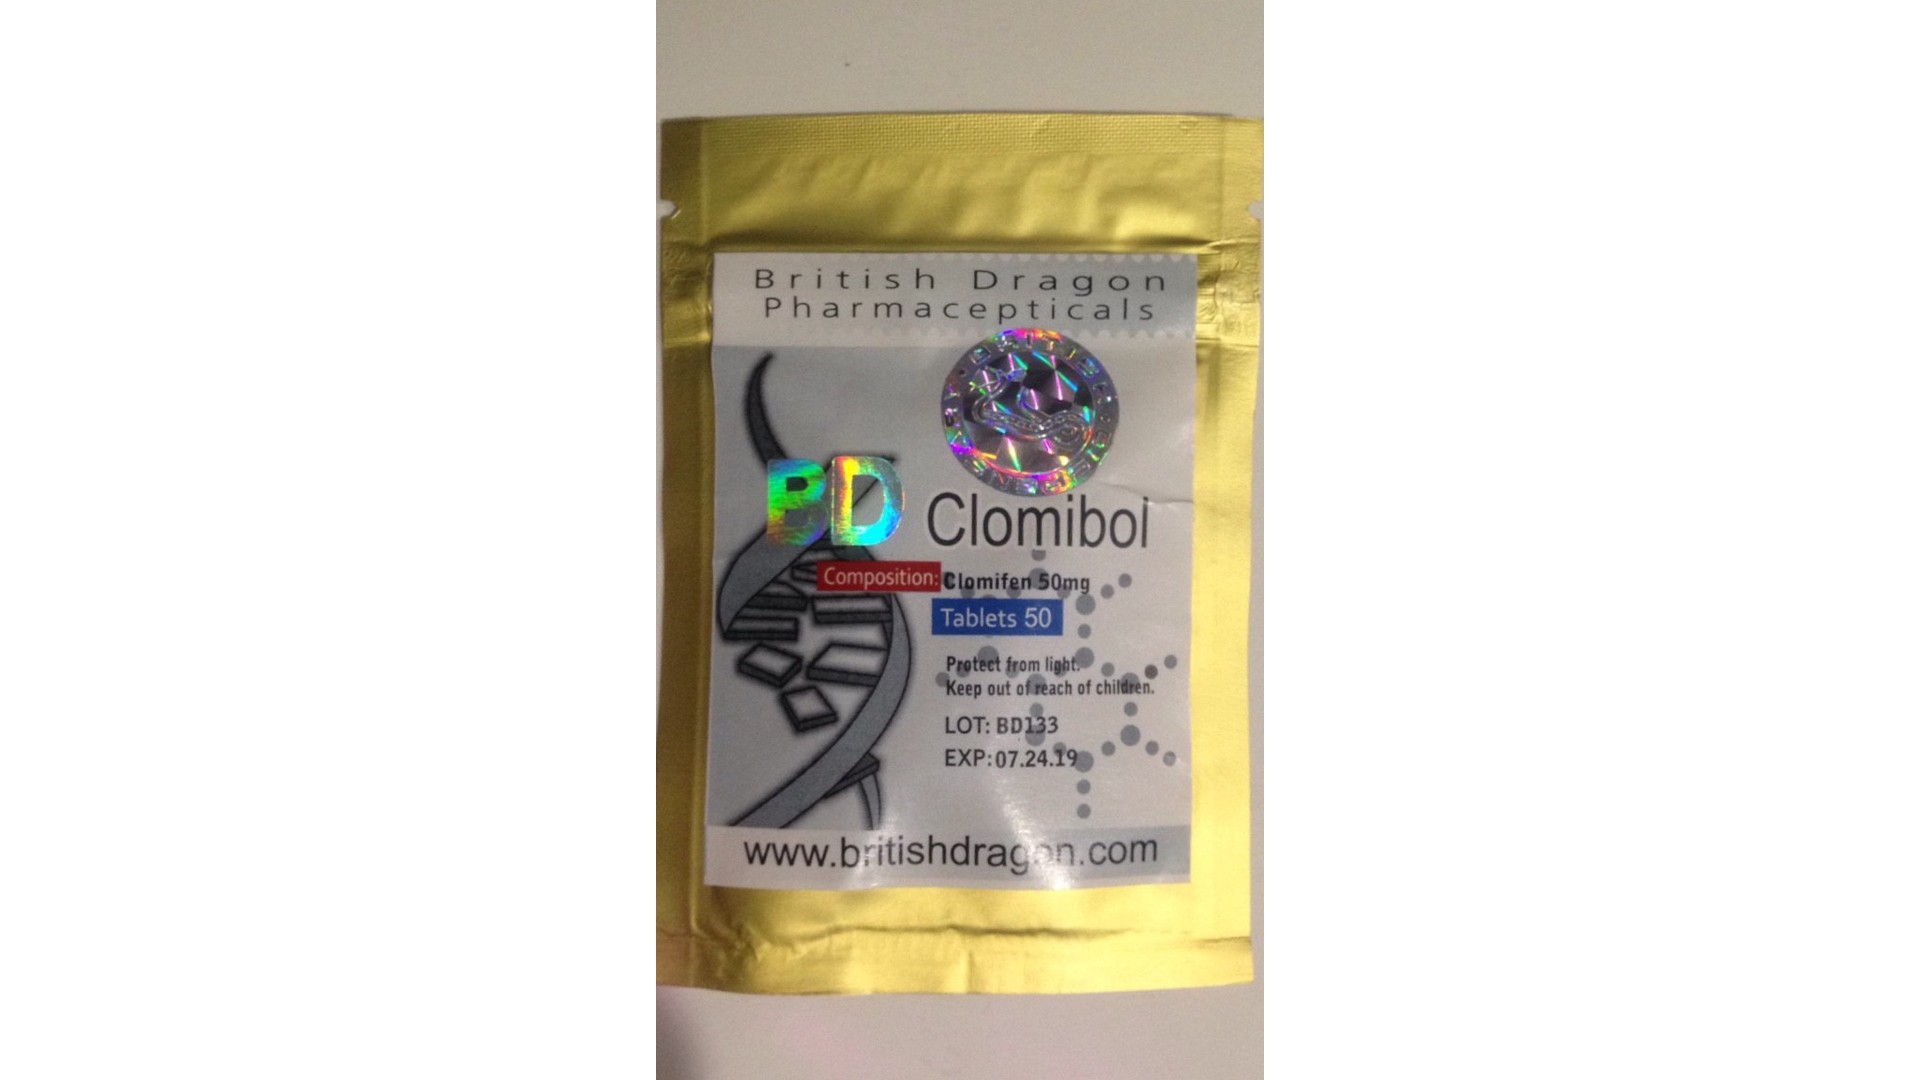 British Dragon
Pharmacepticals
BRITISH
BD Clomibol
Composition: Clomifen 50mg
Tablets 50
Protect from light.
Keep out of reach of children.
LOT: BD133
EXP: 07.24.19
www.britishdragon.com